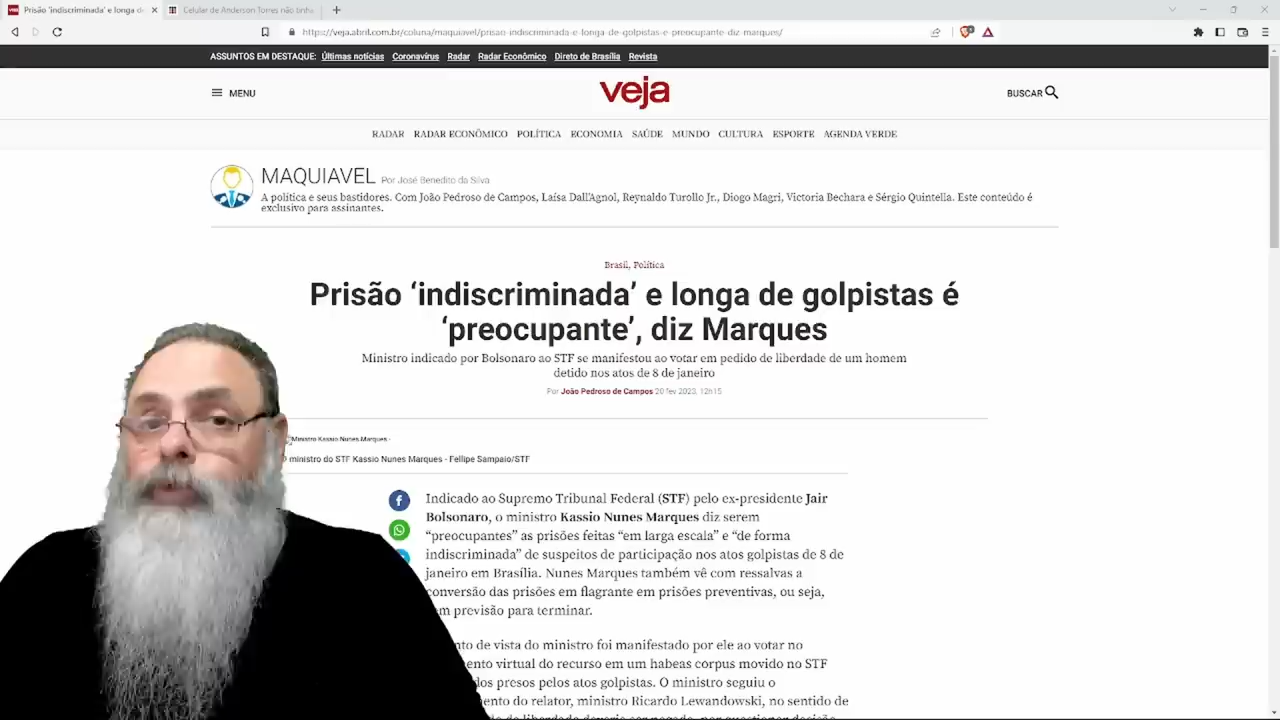 Prisão 'indiscriminada' e longa de
Celular de Anderson Torres não tinha
https://veja.abril.com.br/coluna/maquiavel/prisao-indiscriminada-e-longa-de-golpistas-e-preocupante-diz-marques/
ASSUNTOS EM DESTAQUE: Últimas notícias Coronavírus Radar Radar Econômico Direto de Brasília Revista
MENU
veja
BUSCAR
RADAR RADAR ECONÔMICO POLÍTICA ECONOMIA SAÚDE MUNDO CULTURA ESPORTE AGENDA VERDE
MAQUIAVEL Por José Benedito da Silva
A política e seus bastidores. Com João Pedroso de Campos, Laísa Dall'Agnol, Reynaldo Turollo Jr., Diogo Magri, Victoria Bechara e Sérgio Quintella. Este conteúdo é
exclusivo para assinantes.
Brasil, Política
Prisão ‘indiscriminada’ e longa de golpistas é
‘preocupante’, diz Marques
Ministro indicado por Bolsonaro ao STF se manifestou ao votar em pedido de liberdade de um homem
detido nos atos de 8 de janeiro
Por João Pedroso de Campos 20 fev 2023, 12h15
Ministro Kassio Nunes Marques -
ministro do STF Kassio Nunes Marques - Fellipe Sampaio/STF
Indicado ao Supremo Tribunal Federal (STF) pelo ex-presidente Jair
Bolsonaro, o ministro Kassio Nunes Marques diz serem
“preocupantes” as prisões feitas “em larga escala” e “de forma
indiscriminada” de suspeitos de participação nos atos golpistas de 8 de
janeiro em Brasília. Nunes Marques também vê com ressalvas a
conversão das prisões em flagrante em prisões preventivas, ou seja,
em previsão para terminar.
nto de vista do ministro foi manifestado por ele ao votar no
mento virtual do recurso em um habeas corpus movido no STF
dos presos pelos atos golpistas. O ministro seguiu o
mento do relator, ministro Ricardo Lewandowski, no sentido de